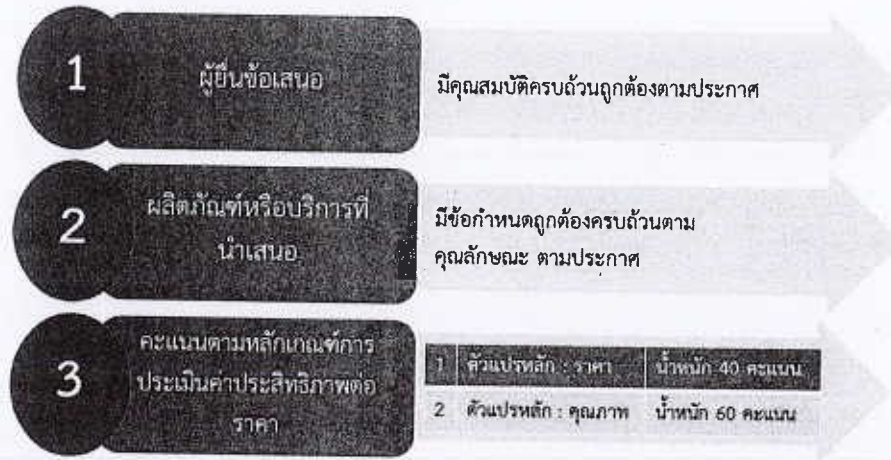 1
ผู้ยื่นข้อเสนอ
มีคุณสมบัติครบถ้วนถูกต้องตามประกาศ
2
ผลิตภัณฑ์หรือบริการที่
นำเสนอ
มีข้อกำหนดถูกต้องครบถ้วนตาม
คุณลักษณะ ตามประกาศ
3
คะแนนตามหลักเกณฑ์การ
ประเมินค่าประสิทธิภาพต่อ
ราคา
1 ตัวแปรหลัก : ราคา น้ำหนัก 40 คะแนน
2 ตัวแปรหลัก : คุณภาพ น้ำหนัก 60 คะแนน